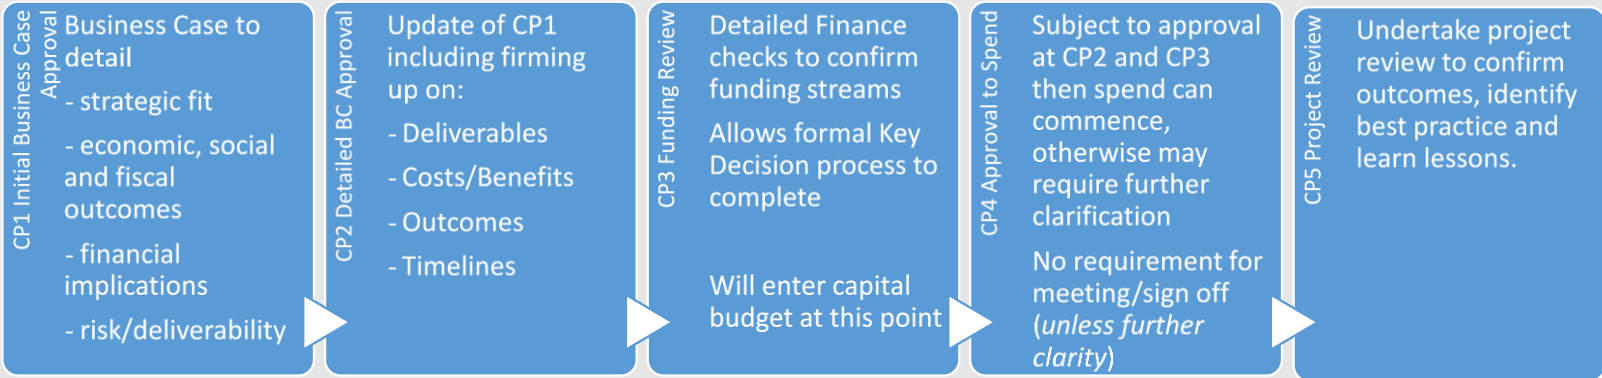 CP1 Initial Business Case
Approval
Business Case to
detail
- strategic fit
- economic, social
and fiscal
outcomes
- financial
implications
- risk/deliverability
CP2 Detailed BC Approval
Update of CP1
including firming
up on:
- Deliverables
- Costs/Benefits
- Outcomes
- Timelines
CP3 Funding Review
Detailed Finance
checks to confirm
funding streams
Allows formal Key
Decision process to
complete
Will enter capital
budget at this point
CP4 Approval to Spend
Subject to approval
at CP2 and CP3
then spend can
commence,
otherwise may
require further
clarification
No requirement for
meeting/sign off
(unless further
clarity)
CP5 Project Review
Undertake project
review to confirm
outcomes, identify
best practice and
learn lessons.